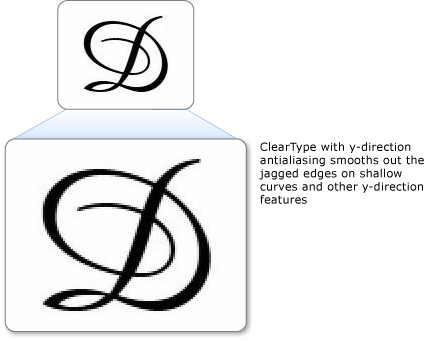 D
D
ClearType with y-direction
antialiasing smooths out the
jagged edges on shallow
curves and other y-direction
features